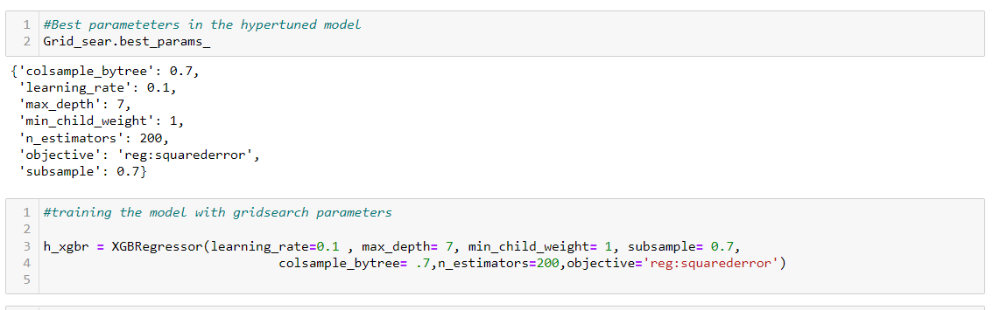 1 #Best parameteters in the hypertuned model
2 Grid_sear.best_params_
{'colsample_bytree': 0.7,
'learning_rate': 0.1,
'max_depth': 7,
'min_child_weight': 1,
'n_estimators': 200,
'objective': 'reg:squarederror',
'subsample': 0.7}
1 #training the model with gridsearch parameters
2
3 h_xgbr = XGBRegressor(learning_rate=0.1 , max_depth= 7, min_child_weight= 1, subsample= 0.7,
4 colsample_bytree= .7,n_estimators=200,objective='reg:squarederror')
5